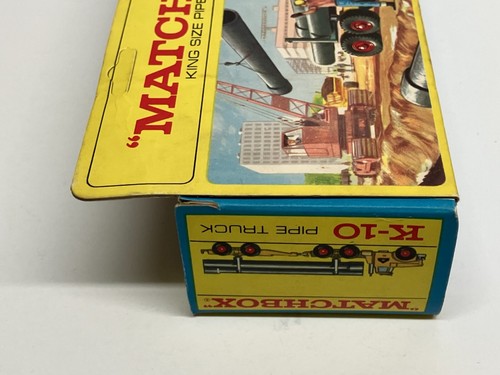 "MATCH
KING SIZE PIPE
K-10 PIPE TRUCK
"MATCHBOX"